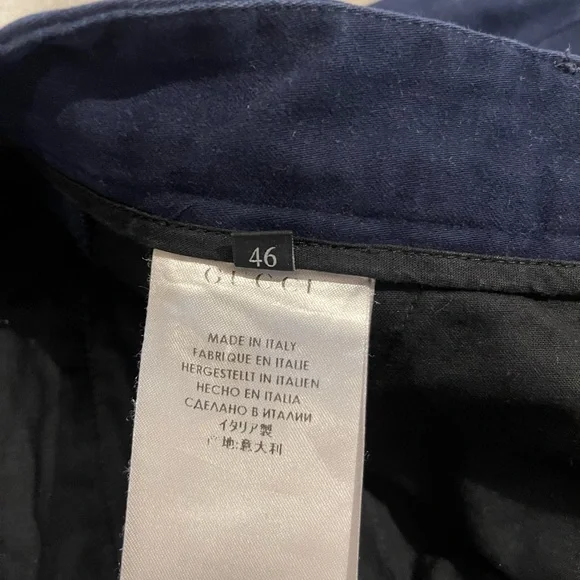 46
GUCCI
MADE IN ITALY
FABRIQUE EN ITALIE
HERGESTELLT IN ITALIEN
HECHO EN ITALIA
СДЕЛАНО В ИТАЛИИ
イタリア製
产地:意大利